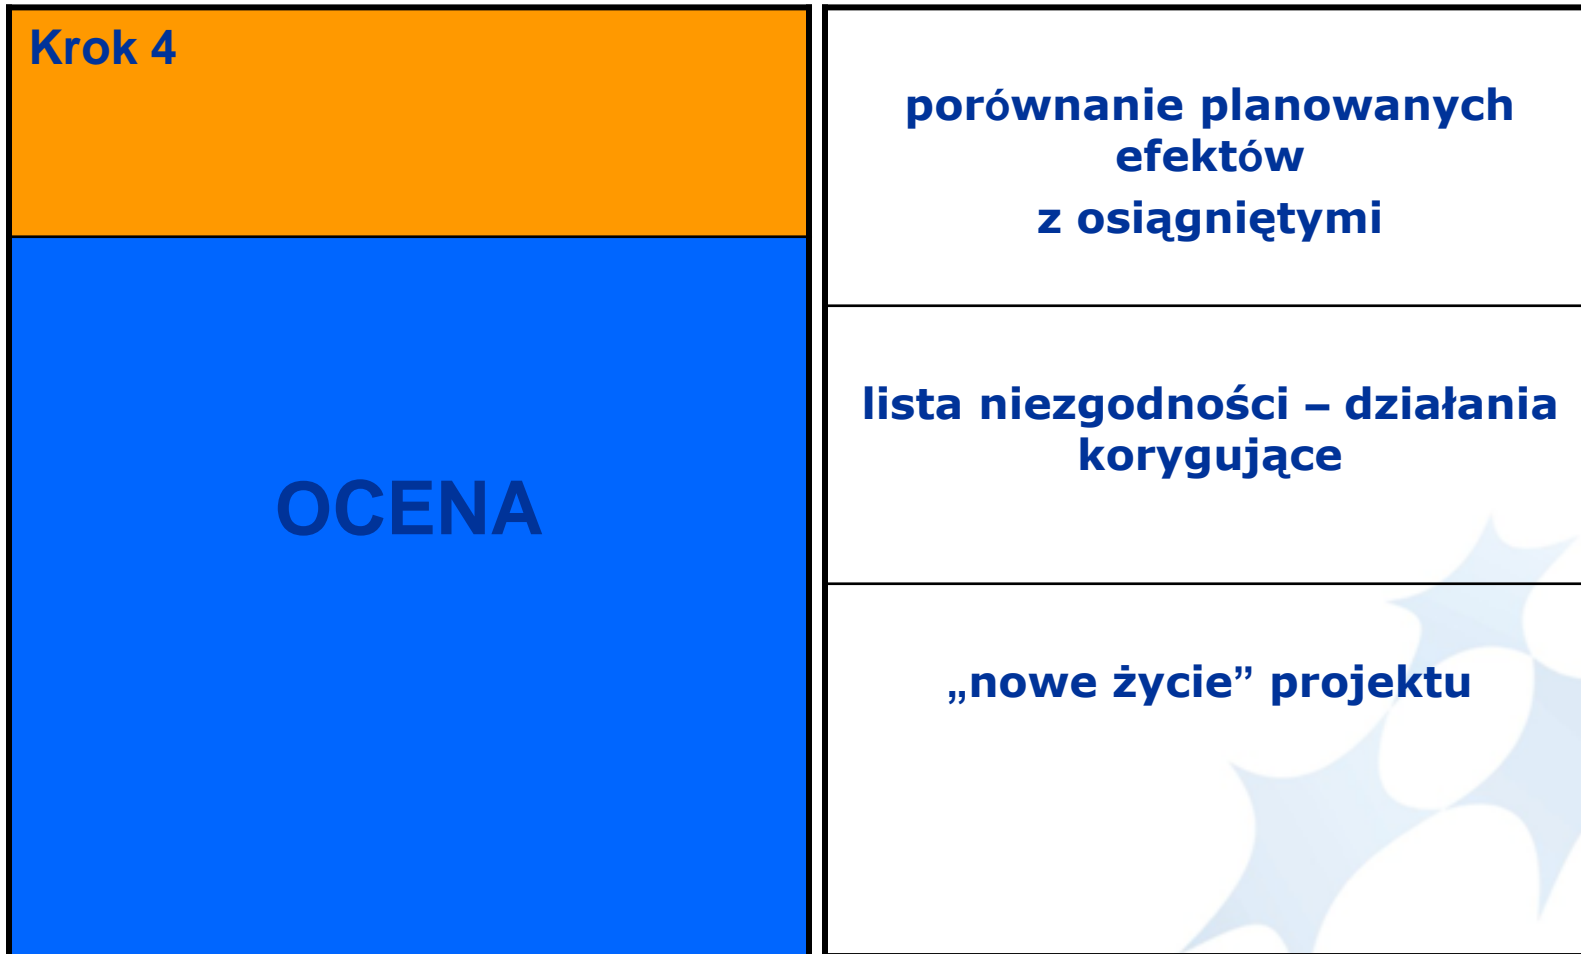 Krok 4
OCENA
porównanie planowanych
efektów
z osiągniętymi
lista niezgodności – działania
korygujące
„nowe życie” projektu